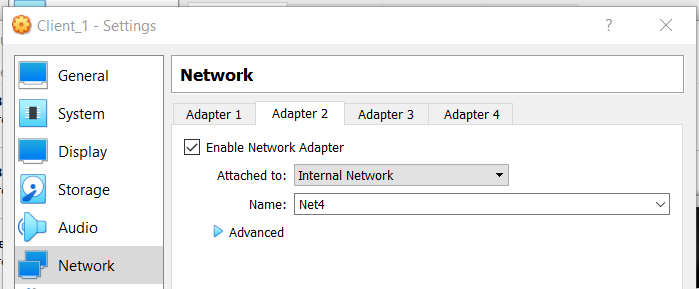 Client_1 - Settings
?
General
System
Display
Storage
Audio
Network
Network
Adapter 1
Adapter 2
Adapter 3
Adapter 4
Enable Network Adapter
Attached to: Internal Network
Name: Net4
Advanced